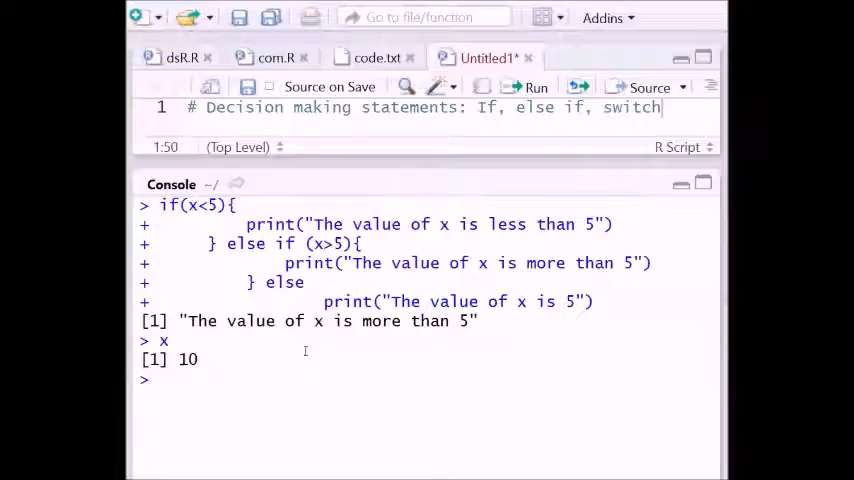 Go to file/function
Addins
dsR.R
com.R
code.txt
Untitled1*
Source on Save
Run
Source
1 # Decision making statements: If, else if, switch
1:50 (Top Level) R Script
Console ~/
> if(x<5){
+ print("The value of x is less than 5")
+ } else if (x>5){
+ print("The value of x is more than 5")
+ } else
+ print("The value of x is 5")
[1] "The value of x is more than 5"
> x
[1] 10
>